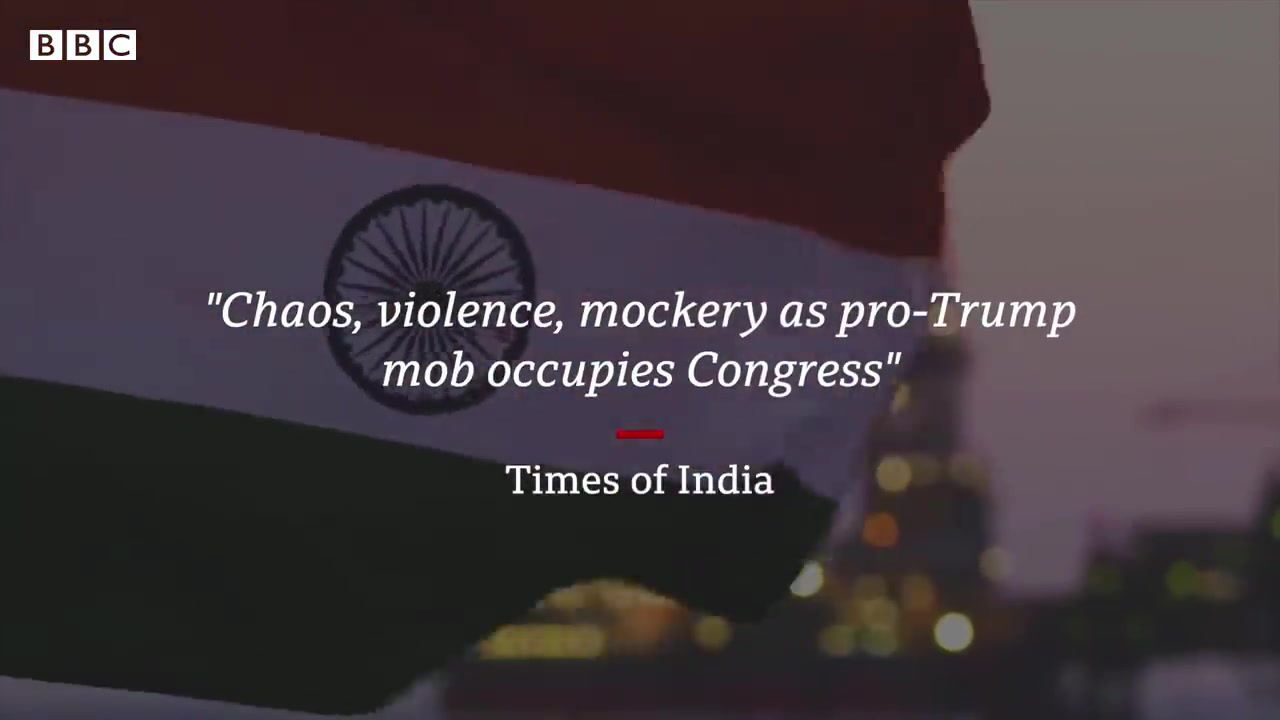 BBC
"Chaos, violence, mockery as pro-Trump
mob occupies Congress"
Times of India